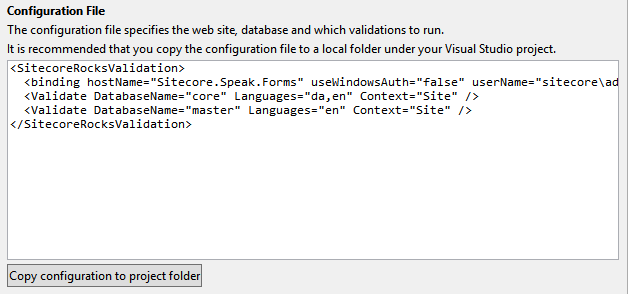 Configuration File
The configuration file specifies the web site, database and which validations to run.
It is recommended that you copy the configuration file to a local folder under your Visual Studio project.
<SitecoreRocksValidation>
  <binding hostName="Sitecore.Speak.Forms" useWindowsAuth="false" userName="sitecore\ad
  <Validate DatabaseName="core" Languages="da,en" Context="Site" />
  <Validate DatabaseName="master" Languages="en" Context="Site" />
</SitecoreRocksValidation>
Copy configuration to project folder